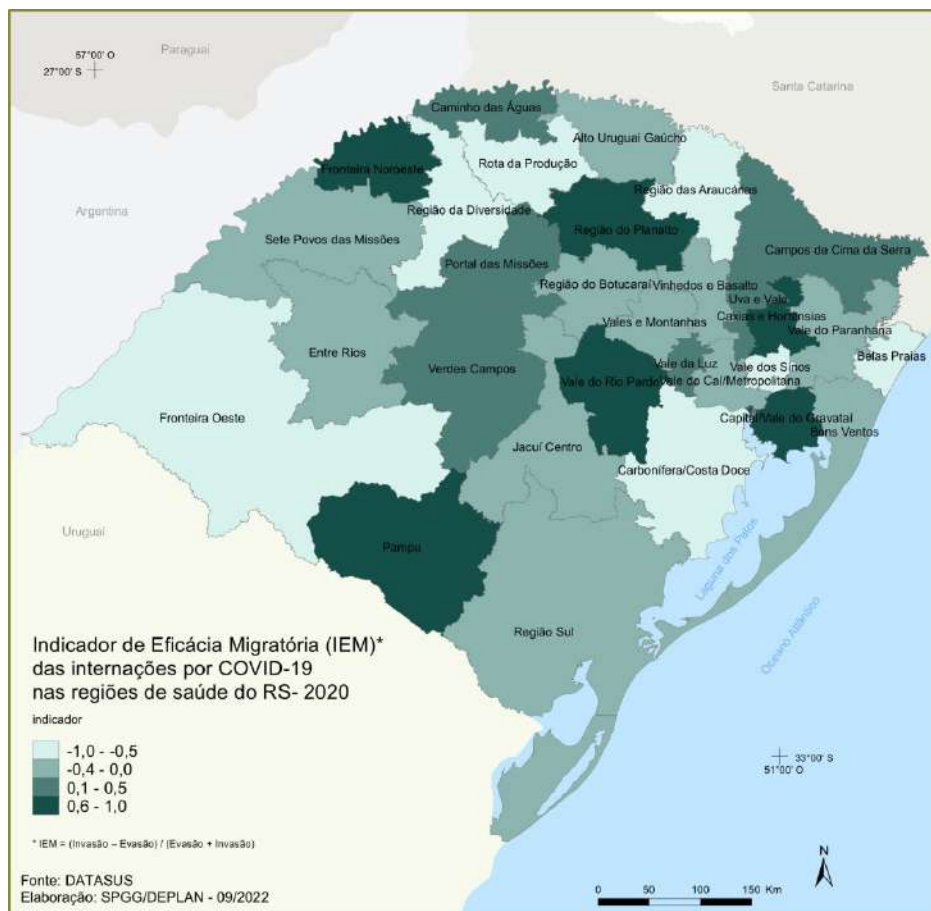 57°00' O
27°00' S
Paraguai
Santa Catarina
Caminho das Águas
Alto Uruguai Gaúcho
Rota da Produção
Fronteira Noroeste
Região das Araucárias
Argentina
Região da Diversidade
Região do Planalto
Sete Povos das Missões
Campos de Cima da Serra
Portal das Missões
Região do Botucaraí
Vinhedos e Basalto
Uva e Vale
Caxias e Hortênsias
Vales e Montanhas
Vale do Paranhana
Entre Rios
Belas Praias
Vale da Luz
Vale dos Sinos
Verdes Campos
Vale do Rio Pardo
Vale do Caí/Metropolitana
Fronteira Oeste
Capital/Vale do Gravataí
Bons Ventos
Jacuí Centro
Carbonífera/Costa Doce
Uruguai
Pampa
Laguna dos Patos
Oceano Atlântico
Região Sul
Indicador de Eficácia Migratória (IEM)*
das internações por COVID-19
nas regiões de saúde do RS- 2020
indicador
-1,0 - -0,5
-0,4 - 0,0
0,1 - 0,5
0,6 - 1,0
33°00' S
51°00' O
* IEM = (Invasão – Evasão) / (Evasão + Invasão)
Fonte: DATASUS
Elaboração: SPGG/DEPLAN - 09/2022
N
0 50 100 150 Km